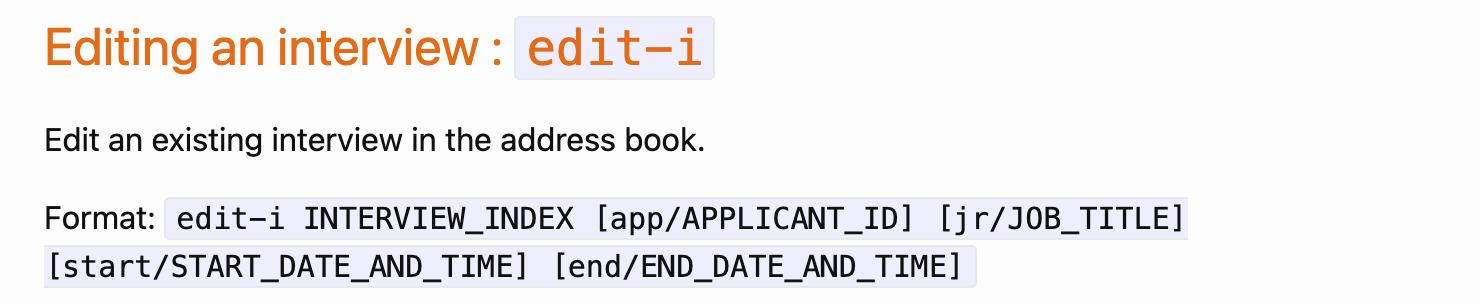 Editing an interview : edit-i
Edit an existing interview in the address book.
Format: edit-i INTERVIEW_INDEX [app/APPLICANT_ID] [jr/JOB_TITLE]
[start/START_DATE_AND_TIME] [end/END_DATE_AND_TIME]